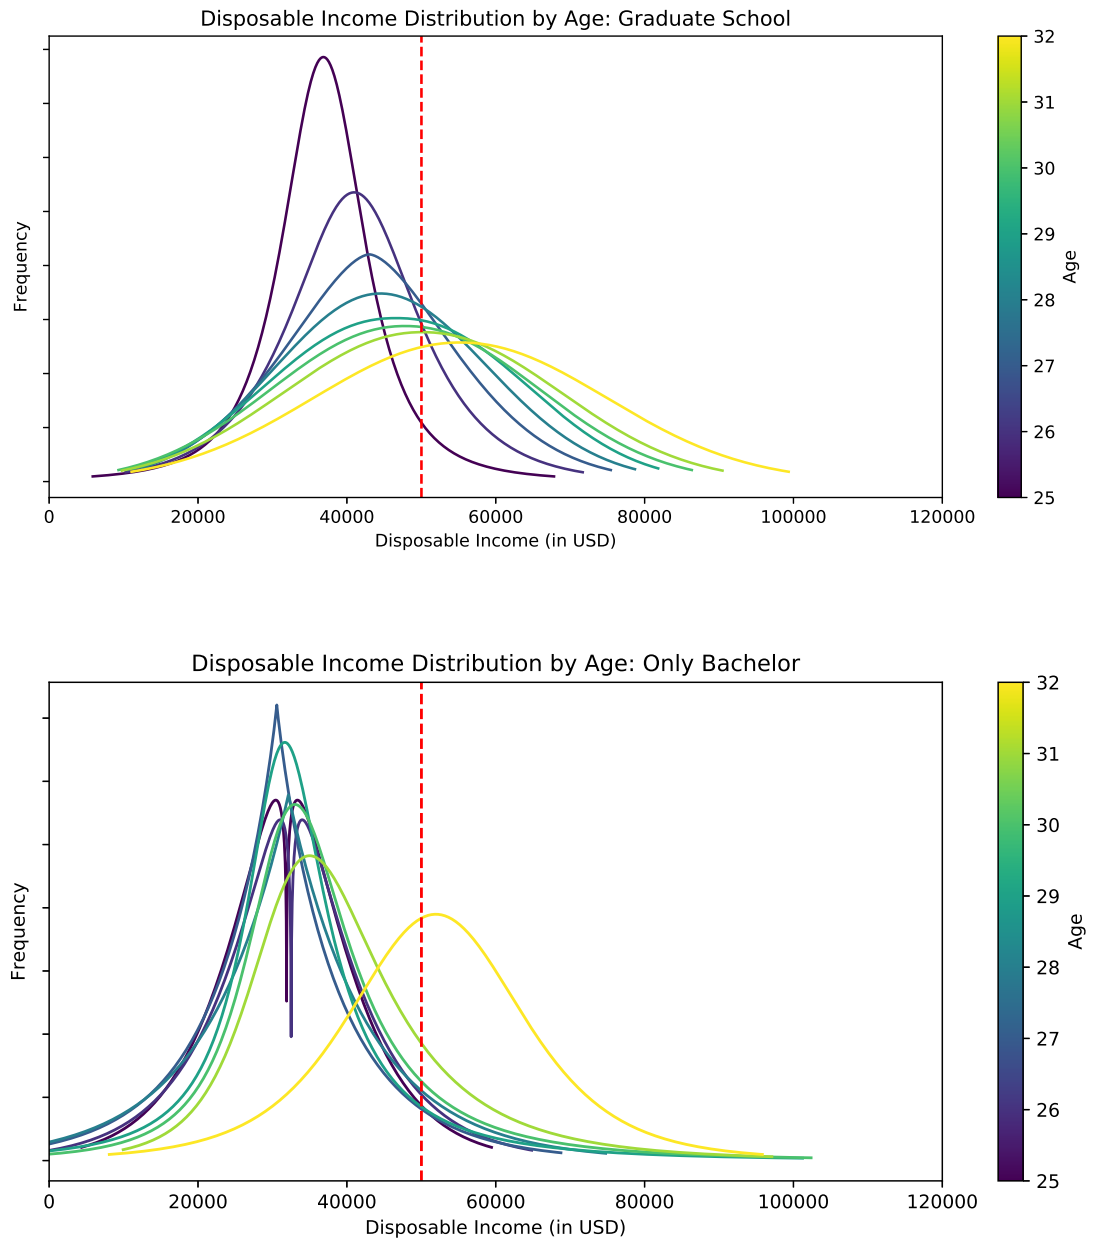 Disposable Income Distribution by Age: Graduate School
Frequency
0 20000 40000 60000 80000 100000 120000
Disposable Income (in USD)
32
31
30
29
28
27
26
25
Age
Disposable Income Distribution by Age: Only Bachelor
Frequency
0 20000 40000 60000 80000 100000 120000
Disposable Income (in USD)
32
31
30
29
28
27
26
25
Age